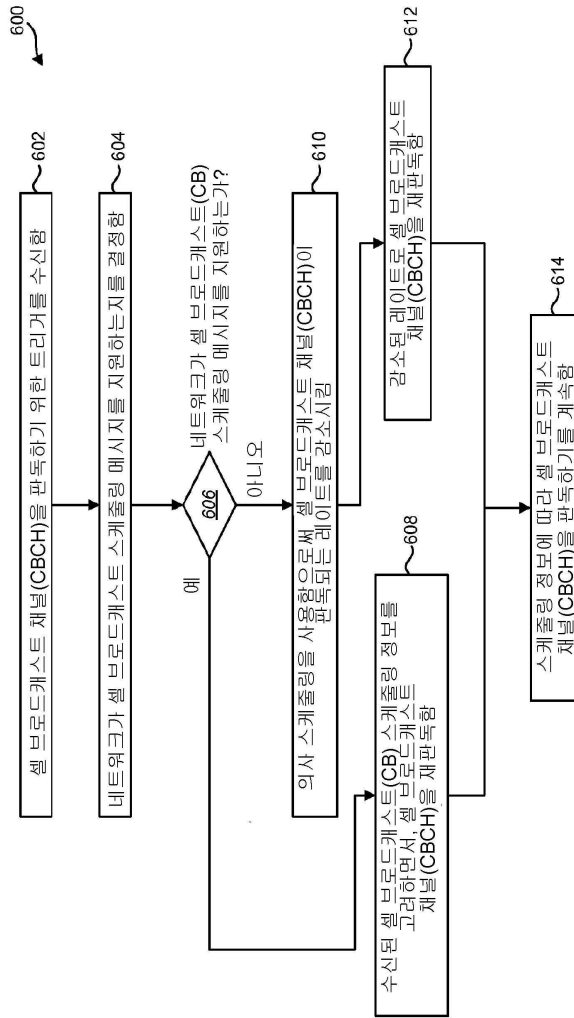 600
셀 브로드캐스트 채널(CBCH)을 판독하기 위한 트리거를 수신함
602
네트워크가 셀 브로드캐스트 스케줄링 메시지를 지원하는지를 결정함
604
606
네트워크가 셀 브로드캐스트(CB)
스케줄링 메시지를 지원하는가?
예
아니오
의사 스케줄링을 사용함으로써 셀 브로드캐스트 채널(CBCH)이
판독되는 레이트를 감소시킴
610
수신된 셀 브로드캐스트(CB) 스케줄링 정보를
고려하면서, 셀 브로드캐스트
채널(CBCH)을 재판독함
608
감소된 레이트로 셀 브로드캐스트
채널(CBCH)을 재판독함
612
스케줄링 정보에 따라 셀 브로드캐스트
채널(CBCH)을 판독하기를 계속함
614